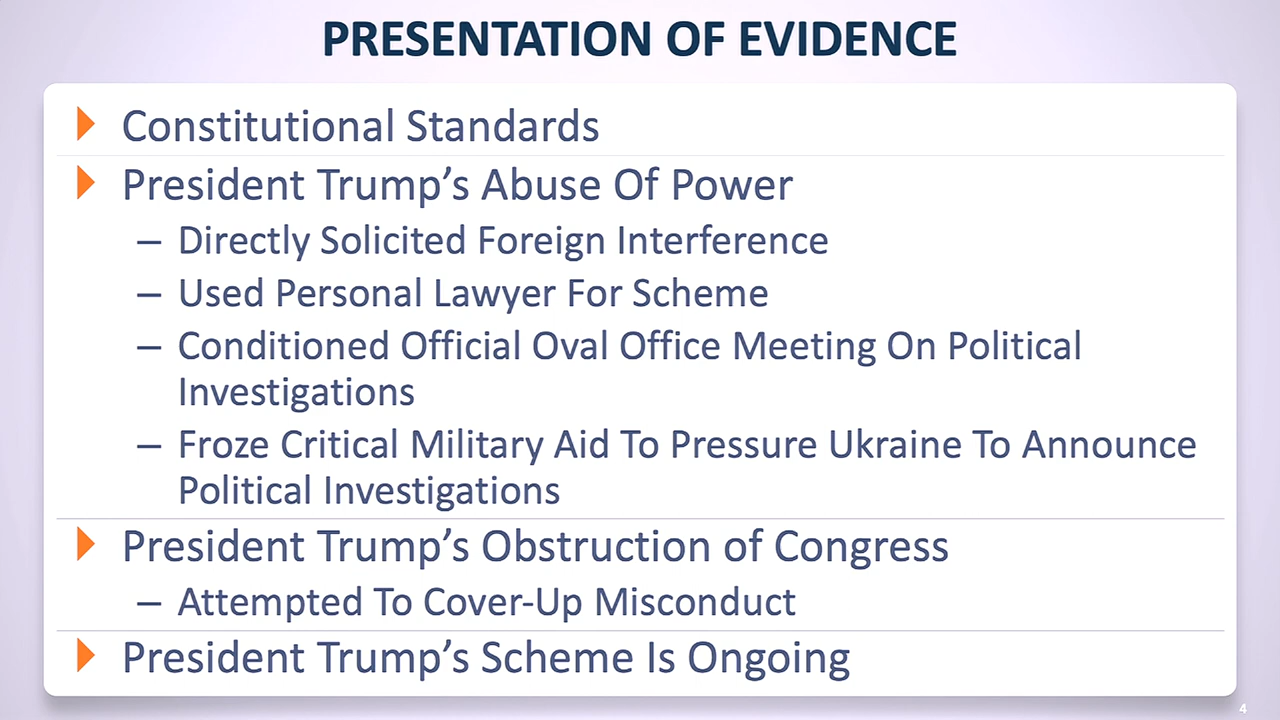 PRESENTATION OF EVIDENCE
Constitutional Standards
President Trump’s Abuse Of Power
– Directly Solicited Foreign Interference
– Used Personal Lawyer For Scheme
– Conditioned Official Oval Office Meeting On Political
Investigations
– Froze Critical Military Aid To Pressure Ukraine To Announce
Political Investigations
President Trump’s Obstruction of Congress
– Attempted To Cover-Up Misconduct
President Trump’s Scheme Is Ongoing
4